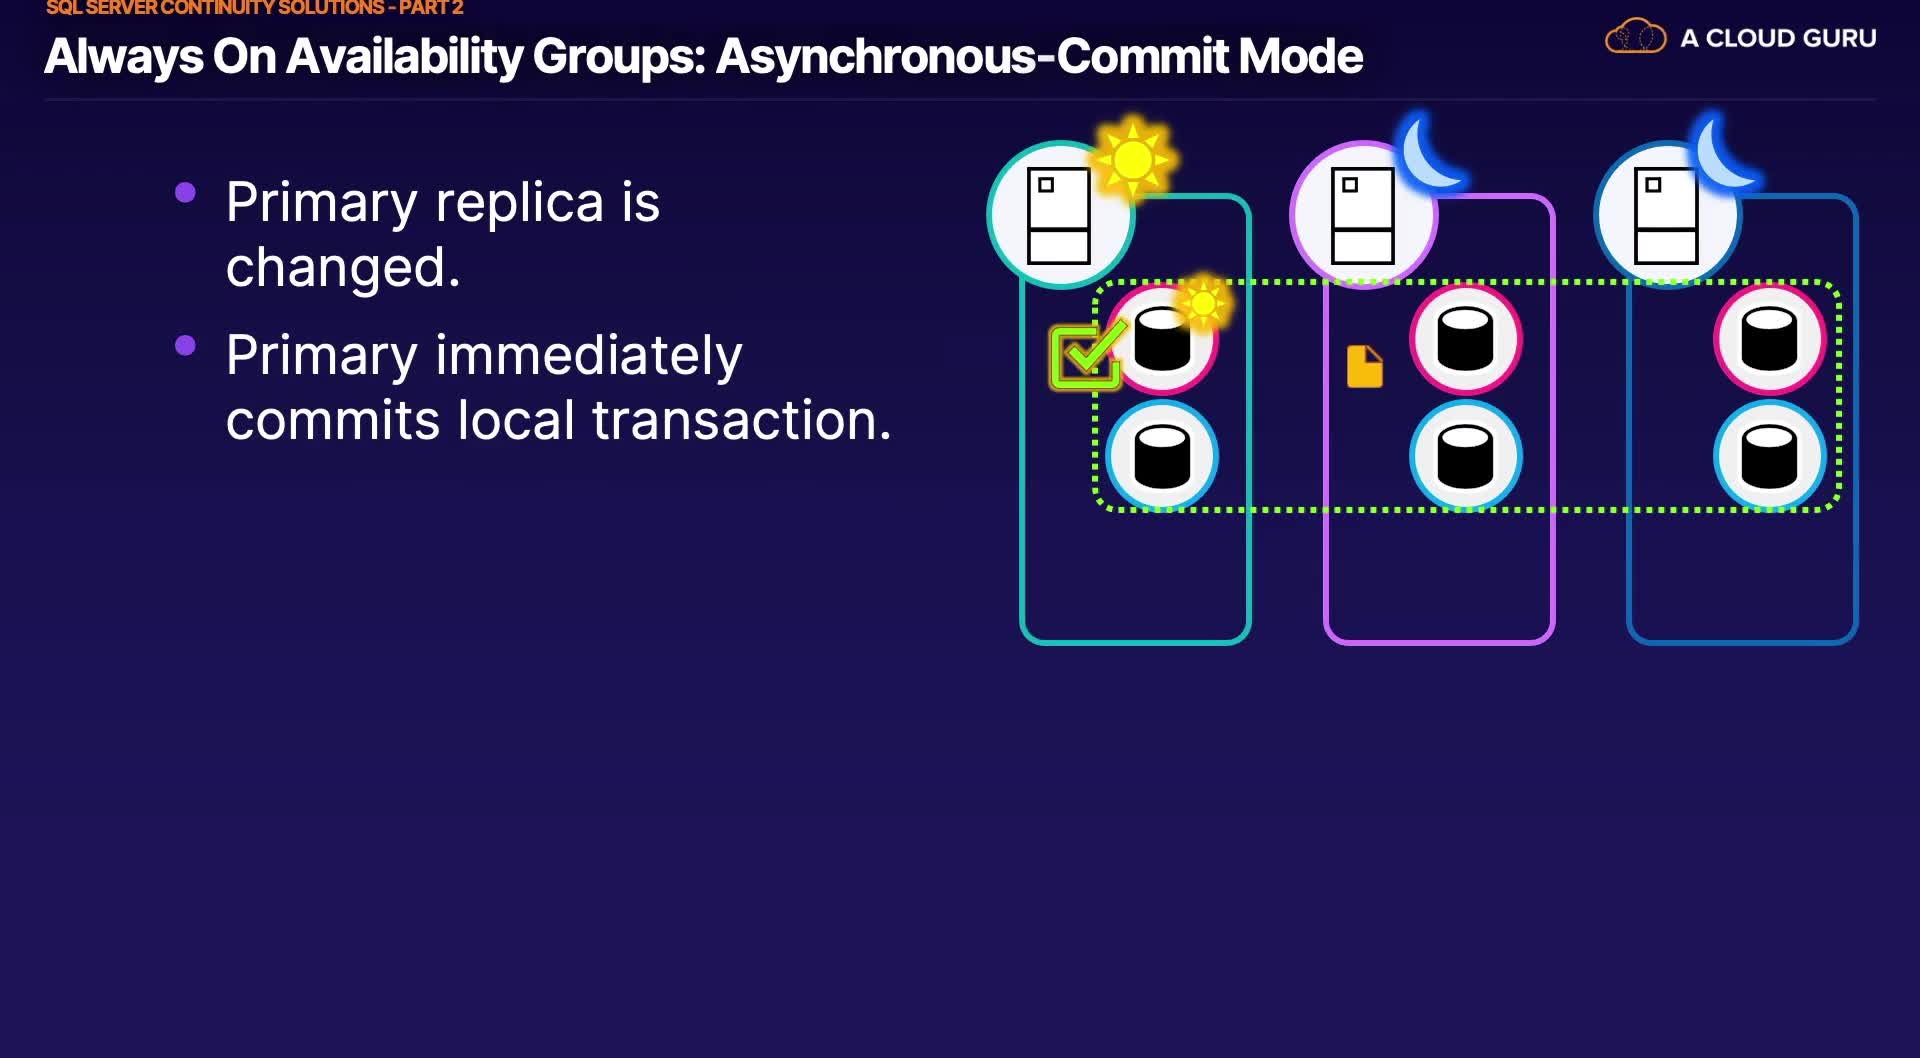 SQL SERVER CONTINUITY SOLUTIONS - PART 2
Always On Availability Groups: Asynchronous-Commit Mode
A CLOUD GURU
Primary replica is
changed.
Primary immediately
commits local transaction.